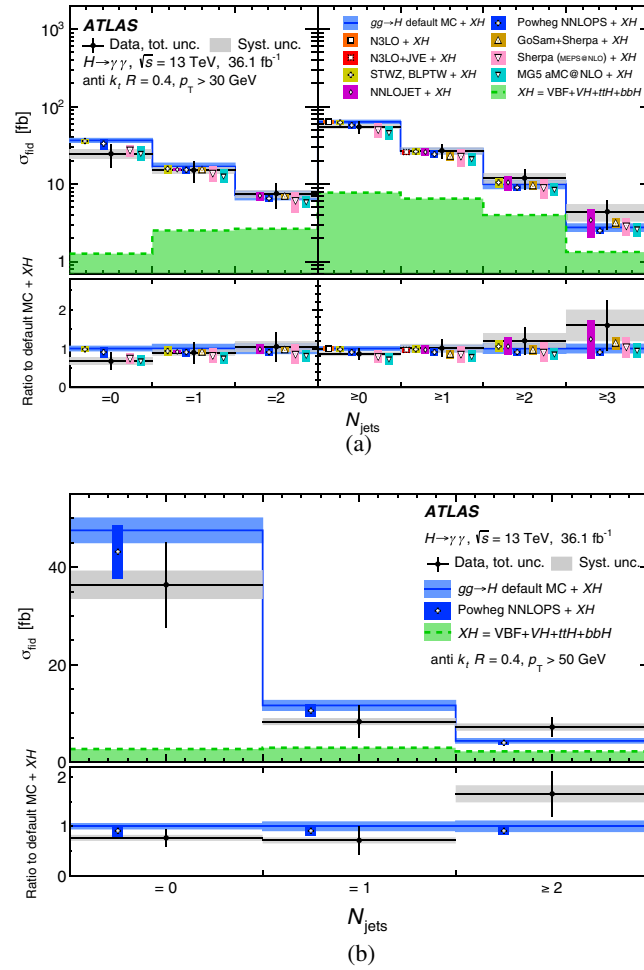 ATLAS
Data, tot. unc. Syst. unc.
H→γγ, √s = 13 TeV, 36.1 fb⁻¹
anti kt R = 0.4, pT > 30 GeV
gg→H default MC + XH
N3LO + XH
N3LO+JVE + XH
STWZ, BLPTW + XH
NNLOJET + XH
Powheg NNLOPS + XH
GoSam+Sherpa + XH
Sherpa (MEPS@NLO) + XH
MG5 aMC@NLO + XH
XH = VBF+VH+ttH+bbH
σfid [fb]
10³
10²
10
1
Ratio to default MC + XH
2
1
0
=0 =1 =2 ≥0 ≥1 ≥2 ≥3
Njets
(a)
ATLAS
H→γγ, √s = 13 TeV, 36.1 fb⁻¹
Data, tot. unc. Syst. unc.
gg→H default MC + XH
Powheg NNLOPS + XH
XH = VBF+VH+ttH+bbH
anti kt R = 0.4, pT > 50 GeV
σfid [fb]
40
20
0
Ratio to default MC + XH
2
1
0
= 0 = 1 ≥ 2
Njets
(b)